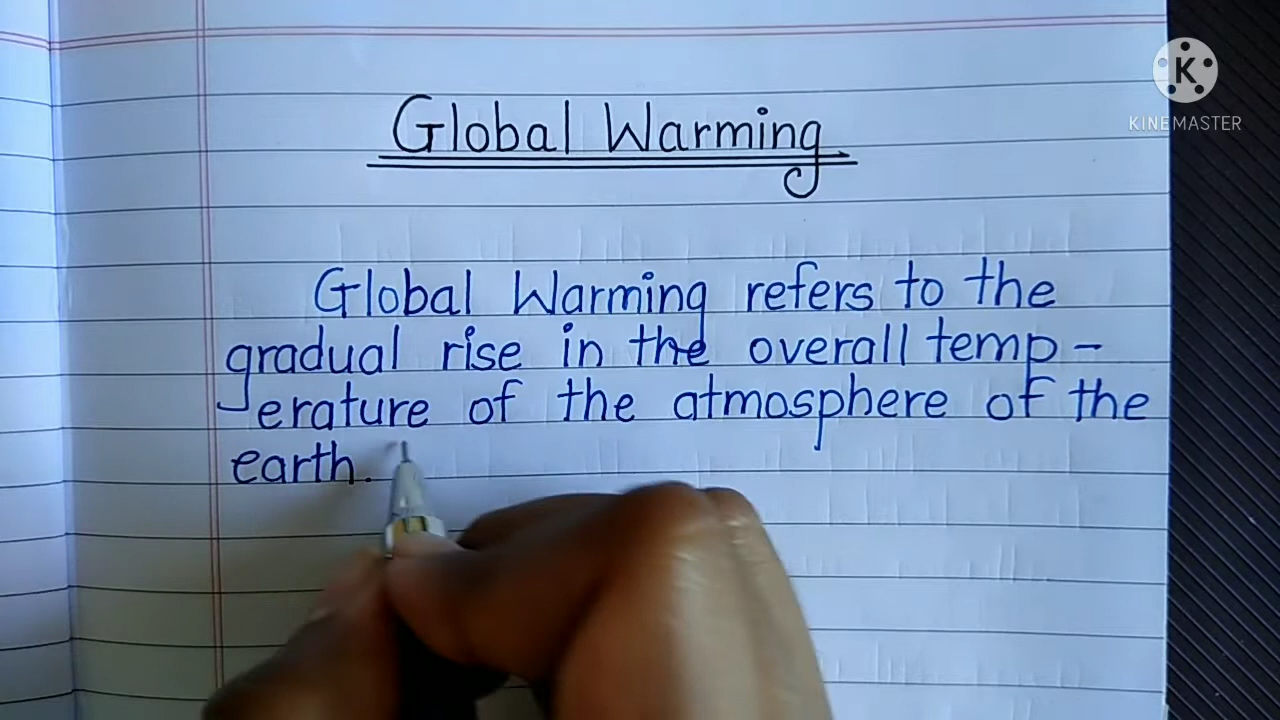 Global Warming
K
KINEMASTER
Global Warming refers to the
gradual rise in the overall temp-
erature of the atmosphere of the
earth.